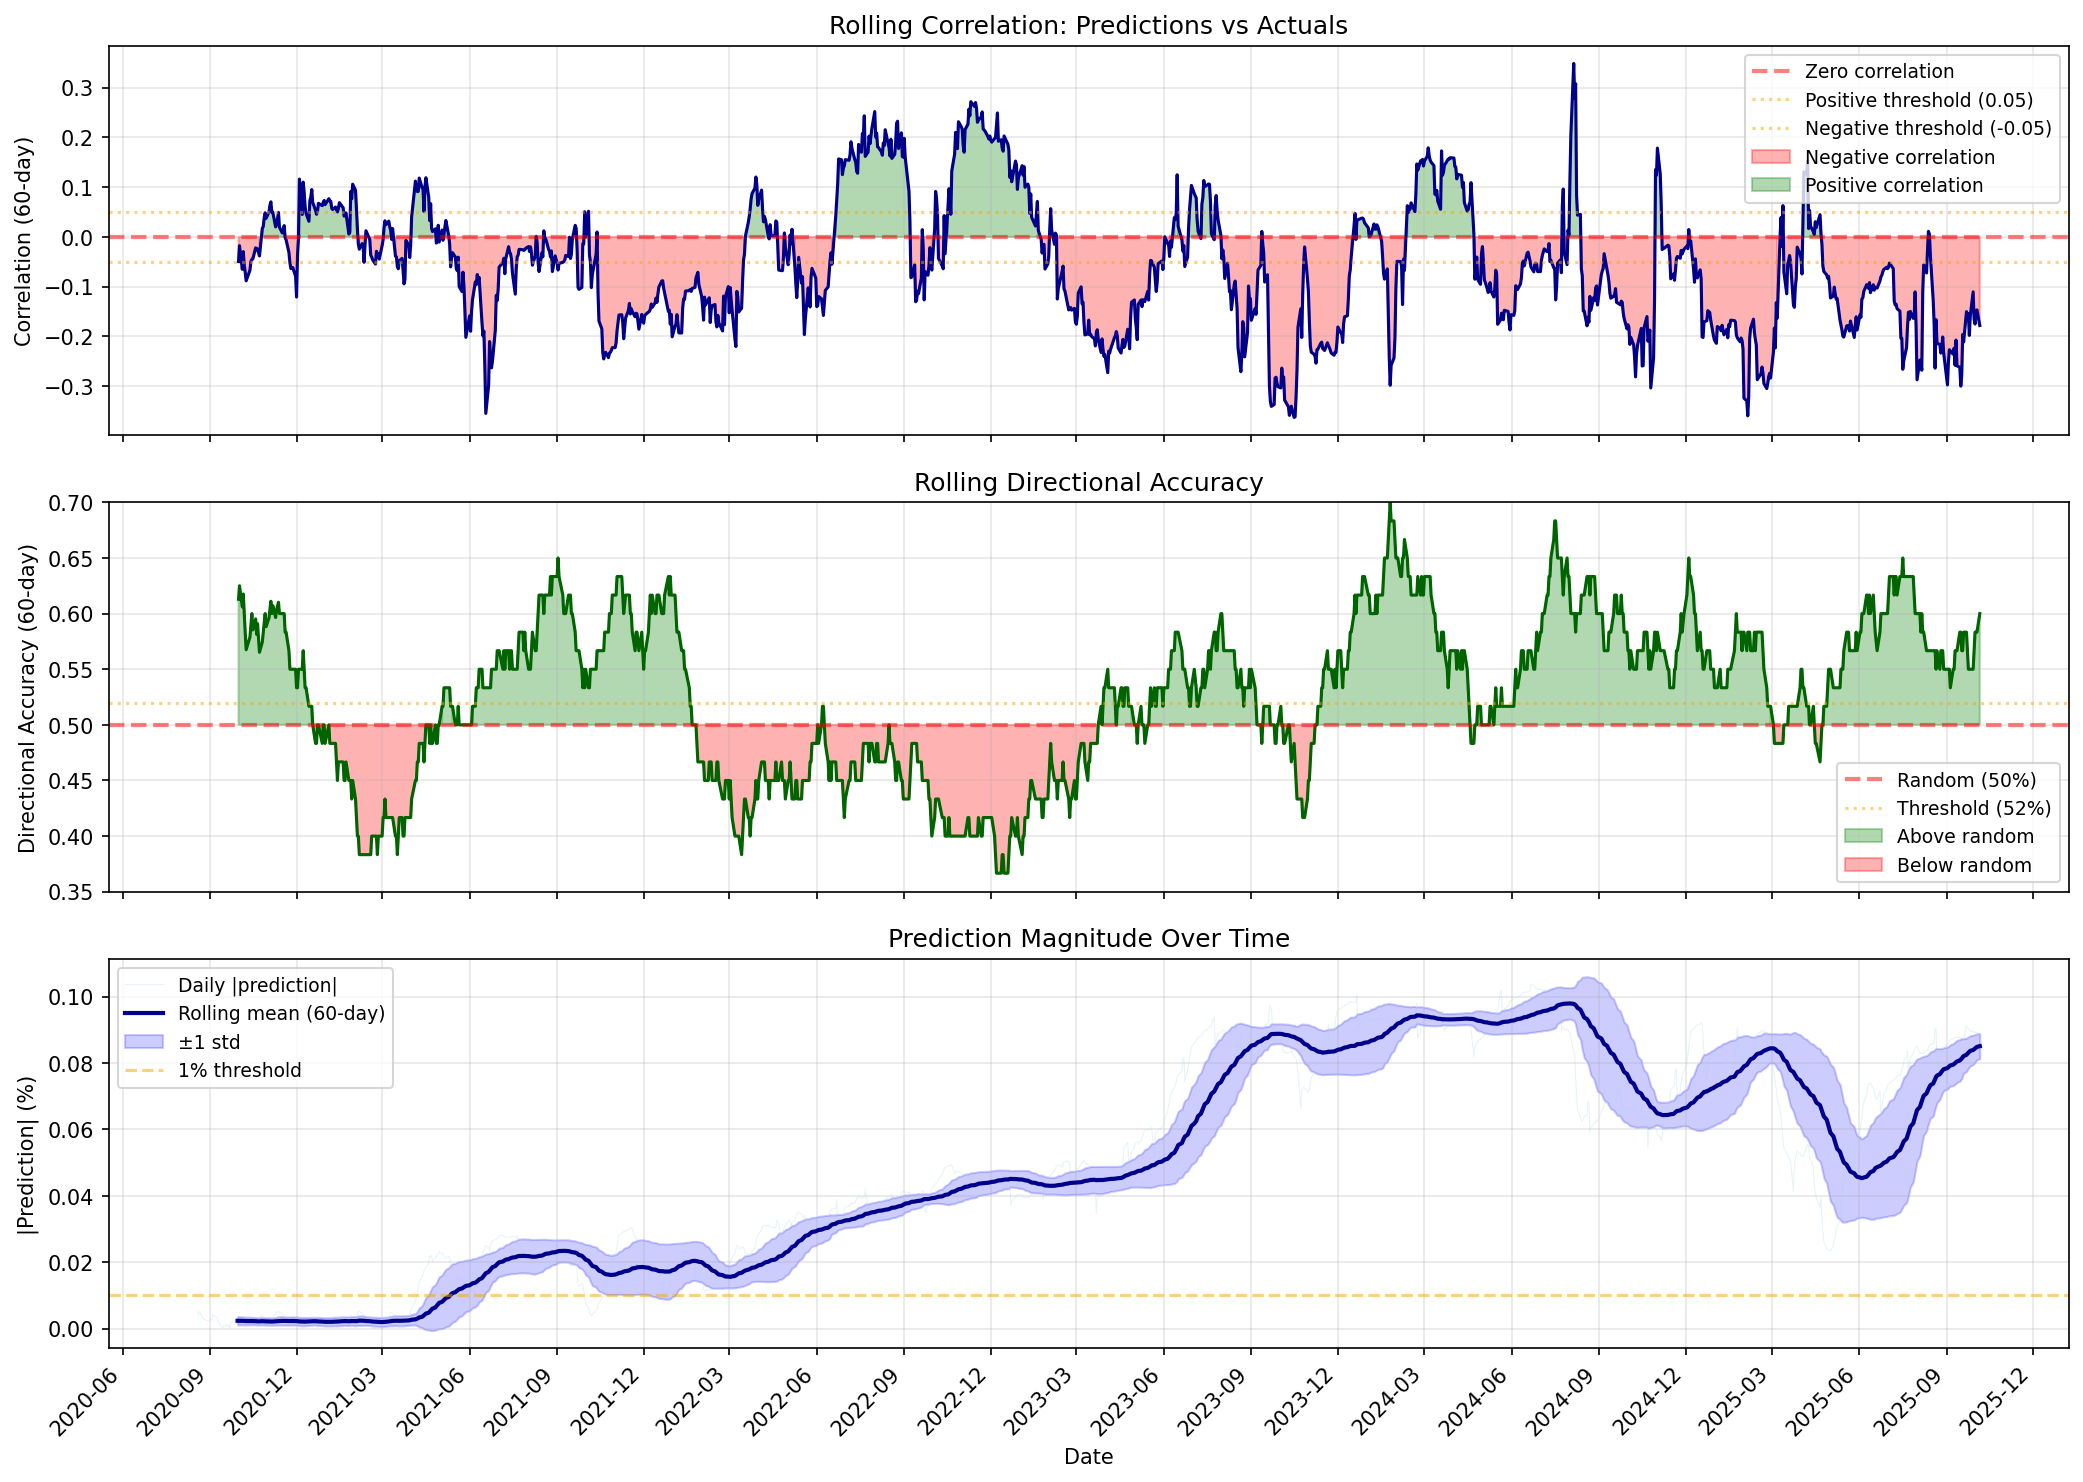 Rolling Correlation: Predictions vs Actuals
Correlation (60-day)
0.3
0.2
0.1
0.0
−0.1
−0.2
−0.3
Zero correlation
Positive threshold (0.05)
Negative threshold (-0.05)
Negative correlation
Positive correlation
Rolling Directional Accuracy
Directional Accuracy (60-day)
0.70
0.65
0.60
0.55
0.50
0.45
0.40
0.35
Random (50%)
Threshold (52%)
Above random
Below random
Prediction Magnitude Over Time
|Prediction| (%)
0.10
0.08
0.06
0.04
0.02
0.00
Daily |prediction|
Rolling mean (60-day)
±1 std
1% threshold
2020-06
2020-09
2020-12
2021-03
2021-06
2021-09
2021-12
2022-03
2022-06
2022-09
2022-12
2023-03
2023-06
2023-09
2023-12
2024-03
2024-06
2024-09
2024-12
2025-03
2025-06
2025-09
2025-12
Date